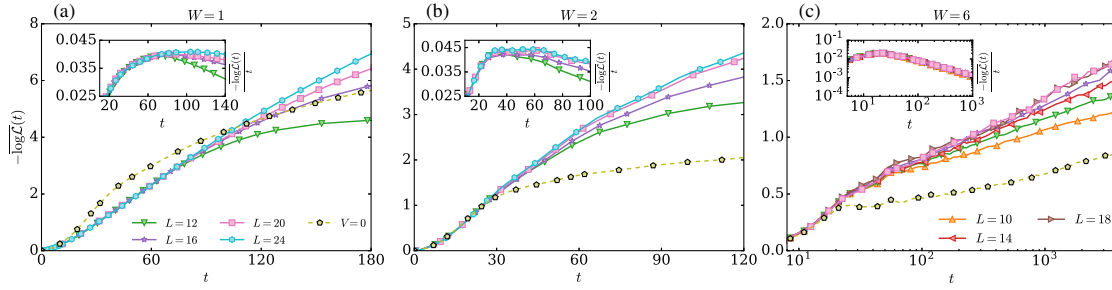 (a) W = 1
8
6
4
2
0
−log𝓛(t)
0 60 120 180
t
0.045
0.035
0.025
20 60 100 140
t
−log𝓛(t)
t
L = 12
L = 16
L = 20
L = 24
V = 0
(b) W = 2
5
4
3
2
1
0
0 30 60 90 120
t
0.045
0.035
0.025
20 40 60 80 100
t
−log𝓛(t)
t
(c) W = 6
2.0
1.5
1.0
0.5
0.0
10¹ 10² 10³
t
10⁻¹
10⁻²
10⁻³
10⁻⁴
10¹ 10² 10³
t
−log𝓛(t)
t
L = 10
L = 14
L = 18